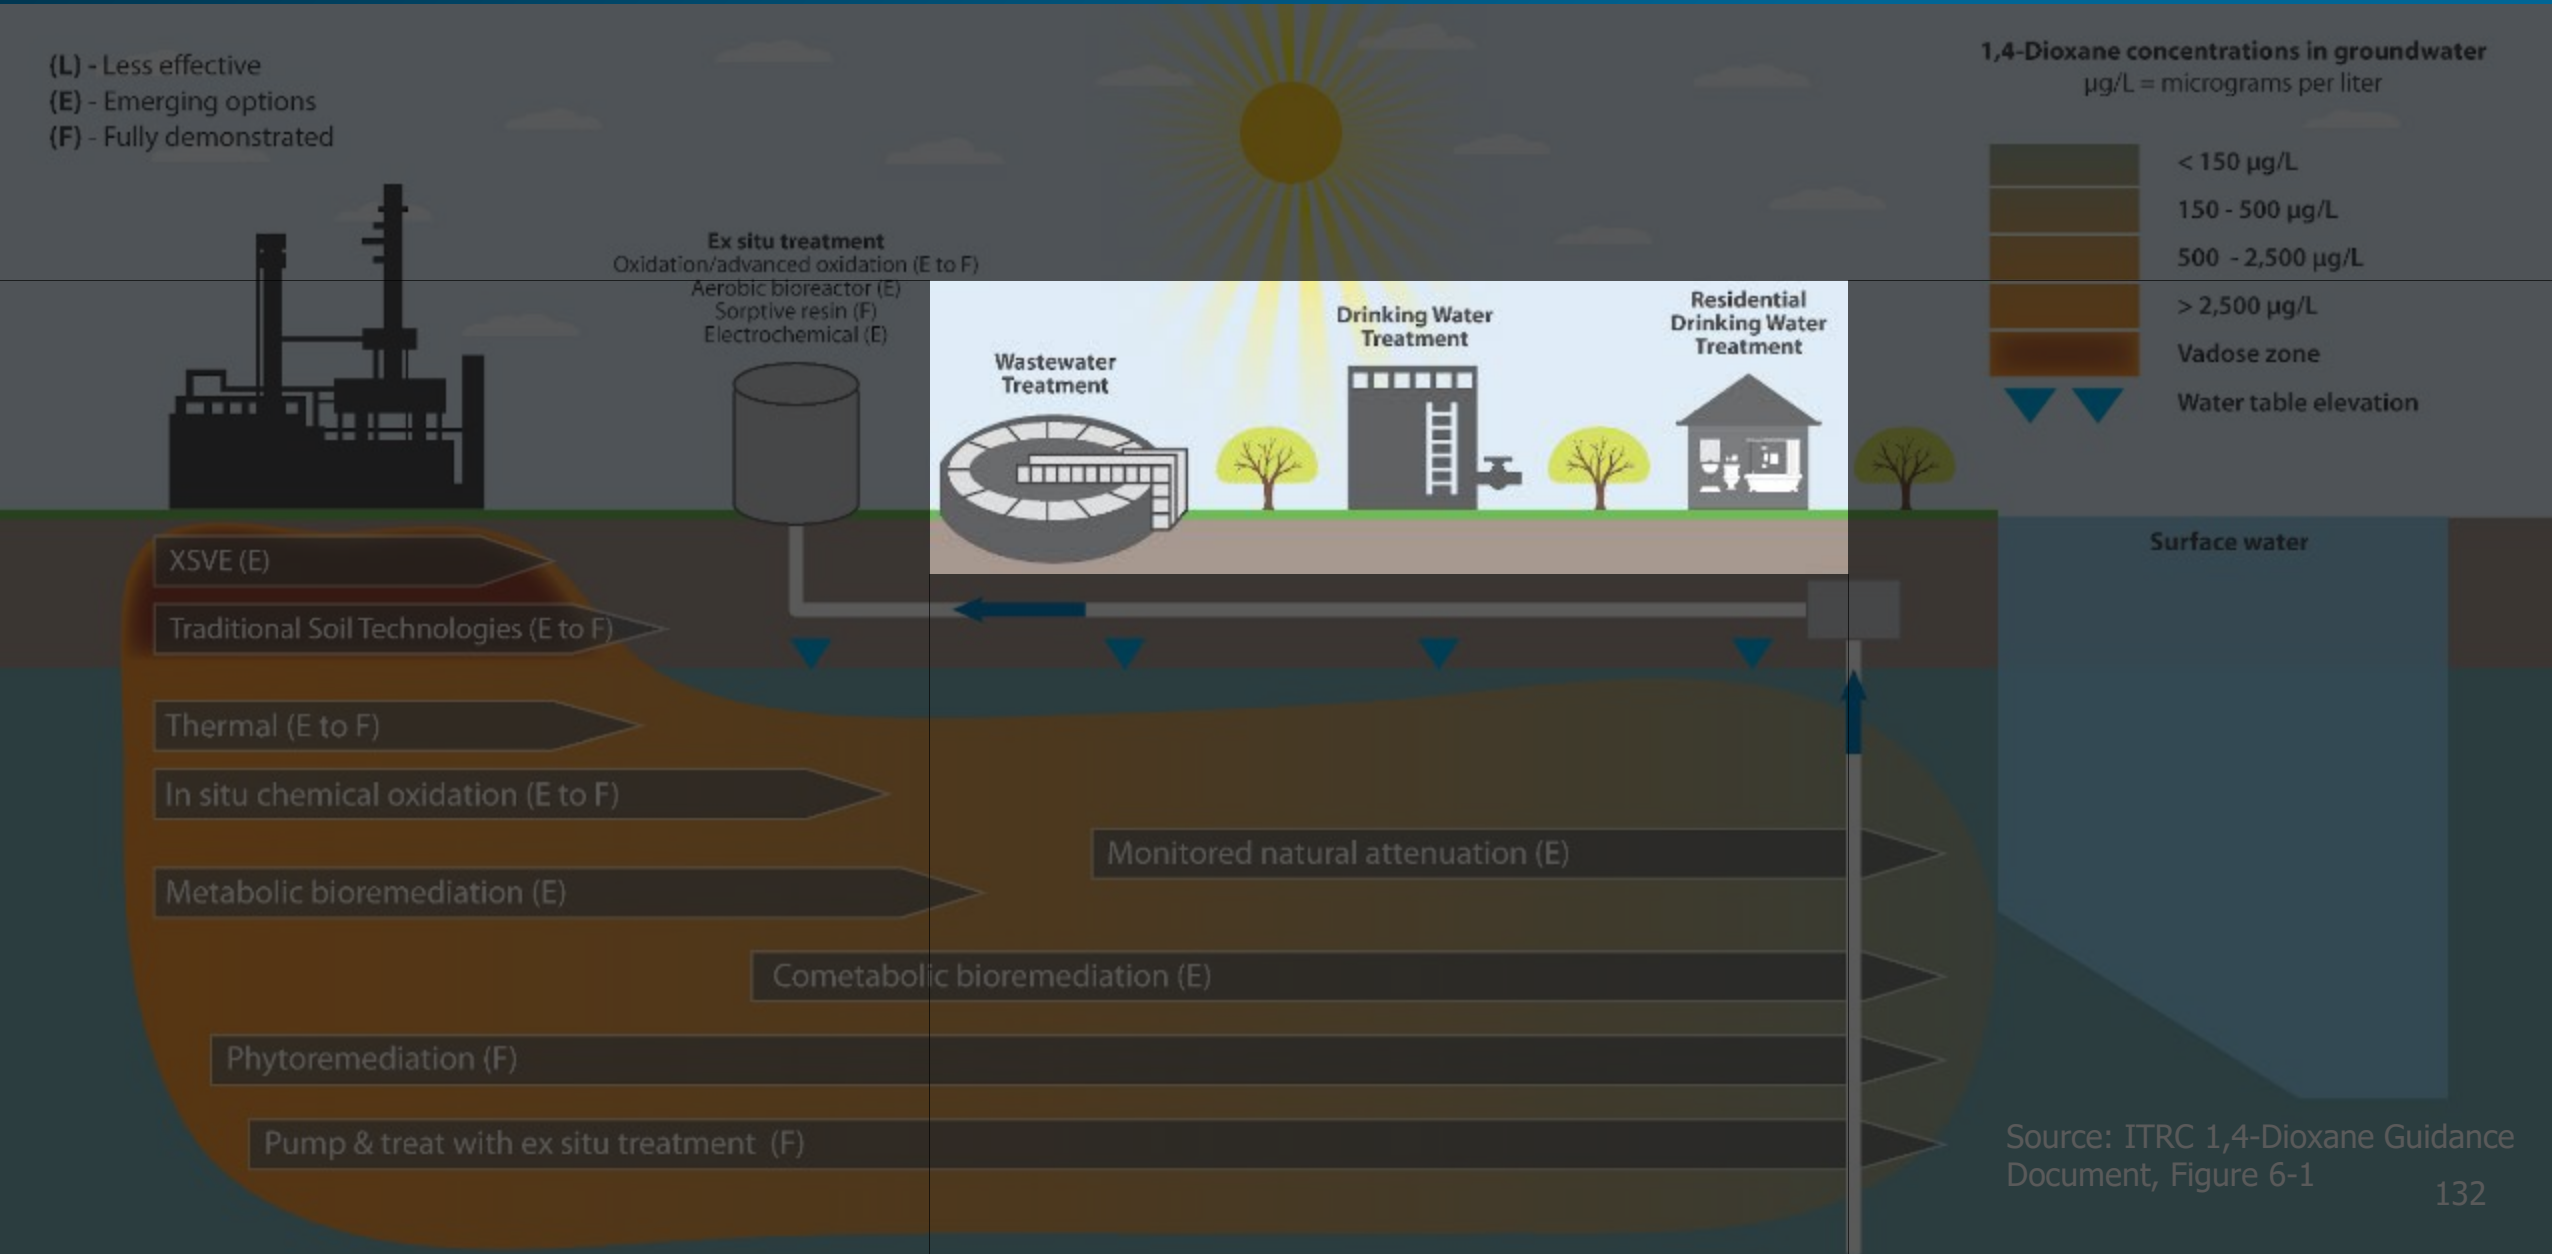 (L) - Less effective
(E) - Emerging options
(F) - Fully demonstrated
1,4-Dioxane concentrations in groundwater
µg/L = micrograms per liter
< 150 µg/L
150 - 500 µg/L
500 - 2,500 µg/L
> 2,500 µg/L
Vadose zone
Water table elevation
Ex situ treatment
Oxidation/advanced oxidation (E to F)
Aerobic bioreactor (E)
Sorptive resin (F)
Electrochemical (E)
Wastewater
Treatment
Drinking Water
Treatment
Residential
Drinking Water
Treatment
Surface water
XSVE (E)
Traditional Soil Technologies (E to F)
Thermal (E to F)
In situ chemical oxidation (E to F)
Monitored natural attenuation (E)
Metabolic bioremediation (E)
Cometabolic bioremediation (E)
Phytoremediation (F)
Pump & treat with ex situ treatment (F)
Source: ITRC 1,4-Dioxane Guidance
Document, Figure 6-1
132